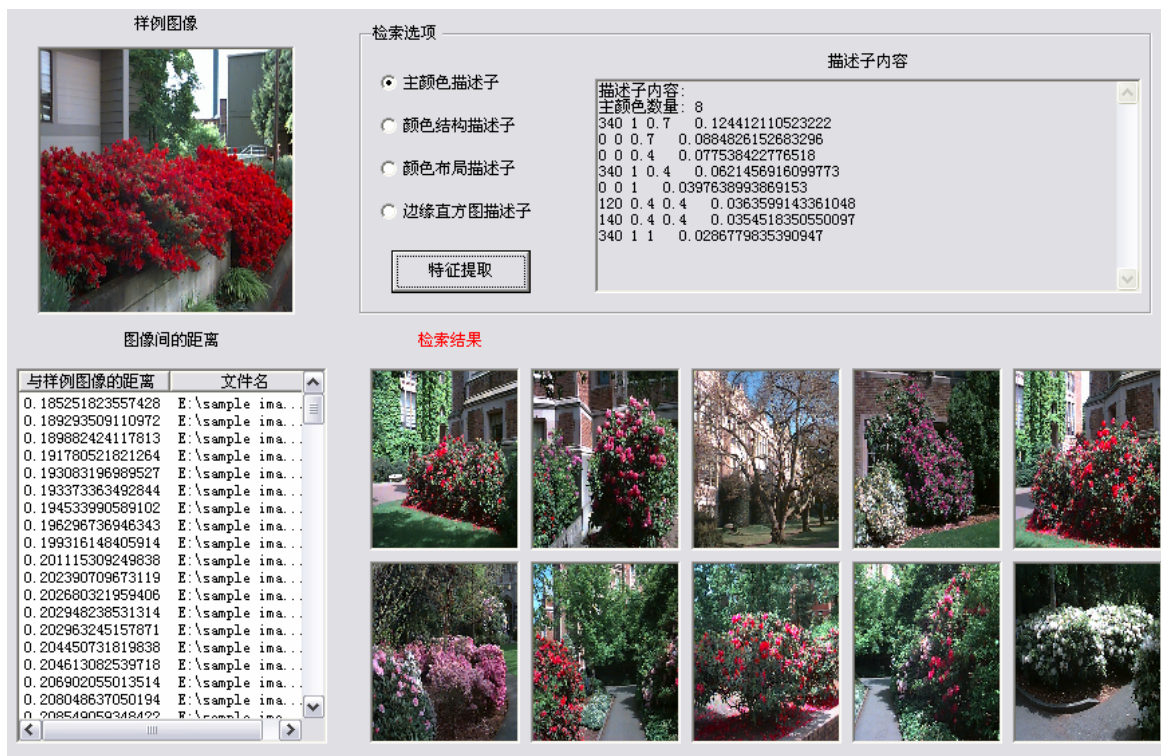 样例图像
检索选项
主颜色描述子
颜色结构描述子
颜色布局描述子
边缘直方图描述子
特征提取
描述子内容
描述子内容:
主颜色数量: 8
340 1 0.7 0.124412110523222
0 0 0.7 0.0884826152683296
0 0 0.4 0.077538422776518
340 1 0.4 0.0621456916099773
0 0 1 0.0397638993869153
120 0.4 0.4 0.0363599143361048
140 0.4 0.4 0.0354518350550097
340 1 1 0.0286779835390947
图像间的距离
与样例图像的距离 文件名
0.185251823557428 E:\sample ima...
0.189293509110972 E:\sample ima...
0.189882424117813 E:\sample ima...
0.191780521821264 E:\sample ima...
0.193083196989527 E:\sample ima...
0.193373363492844 E:\sample ima...
0.194533990589102 E:\sample ima...
0.196296736946343 E:\sample ima...
0.199316148405914 E:\sample ima...
0.201115309249838 E:\sample ima...
0.202390709673119 E:\sample ima...
0.202680321959406 E:\sample ima...
0.202948238531314 E:\sample ima...
0.202963245157871 E:\sample ima...
0.204450731819838 E:\sample ima...
0.204613082539718 E:\sample ima...
0.206902055013514 E:\sample ima...
0.208048637050194 E:\sample ima...
0.208549059348422 E:\sample ima
检索结果